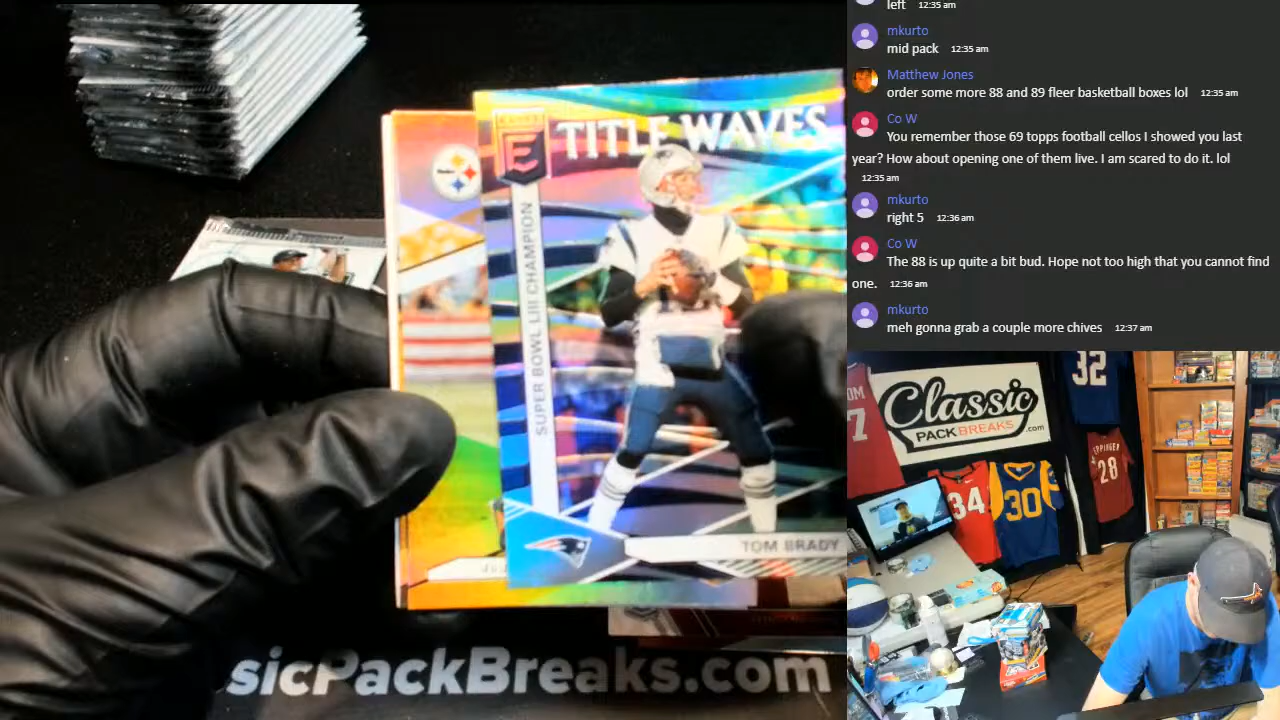 ELITE
E
TITLE WAVES
SUPER BOWL LIII CHAMPION
TOM BRADY
Steelers
sicPackBreaks.com
left 12:35 am
mkurto
mid pack 12:35 am
Matthew Jones
order some more 88 and 89 fleer basketball boxes lol 12:35 am
Co W
You remember those 69 topps football cellos I showed you last
year? How about opening one of them live. I am scared to do it. lol
12:35 am
mkurto
right 5 12:36 am
Co W
The 88 is up quite a bit bud. Hope not too high that you cannot find
one. 12:36 am
mkurto
meh gonna grab a couple more chives 12:37 am
Classic
PACKBREAKS.com
32
7
34
30
28